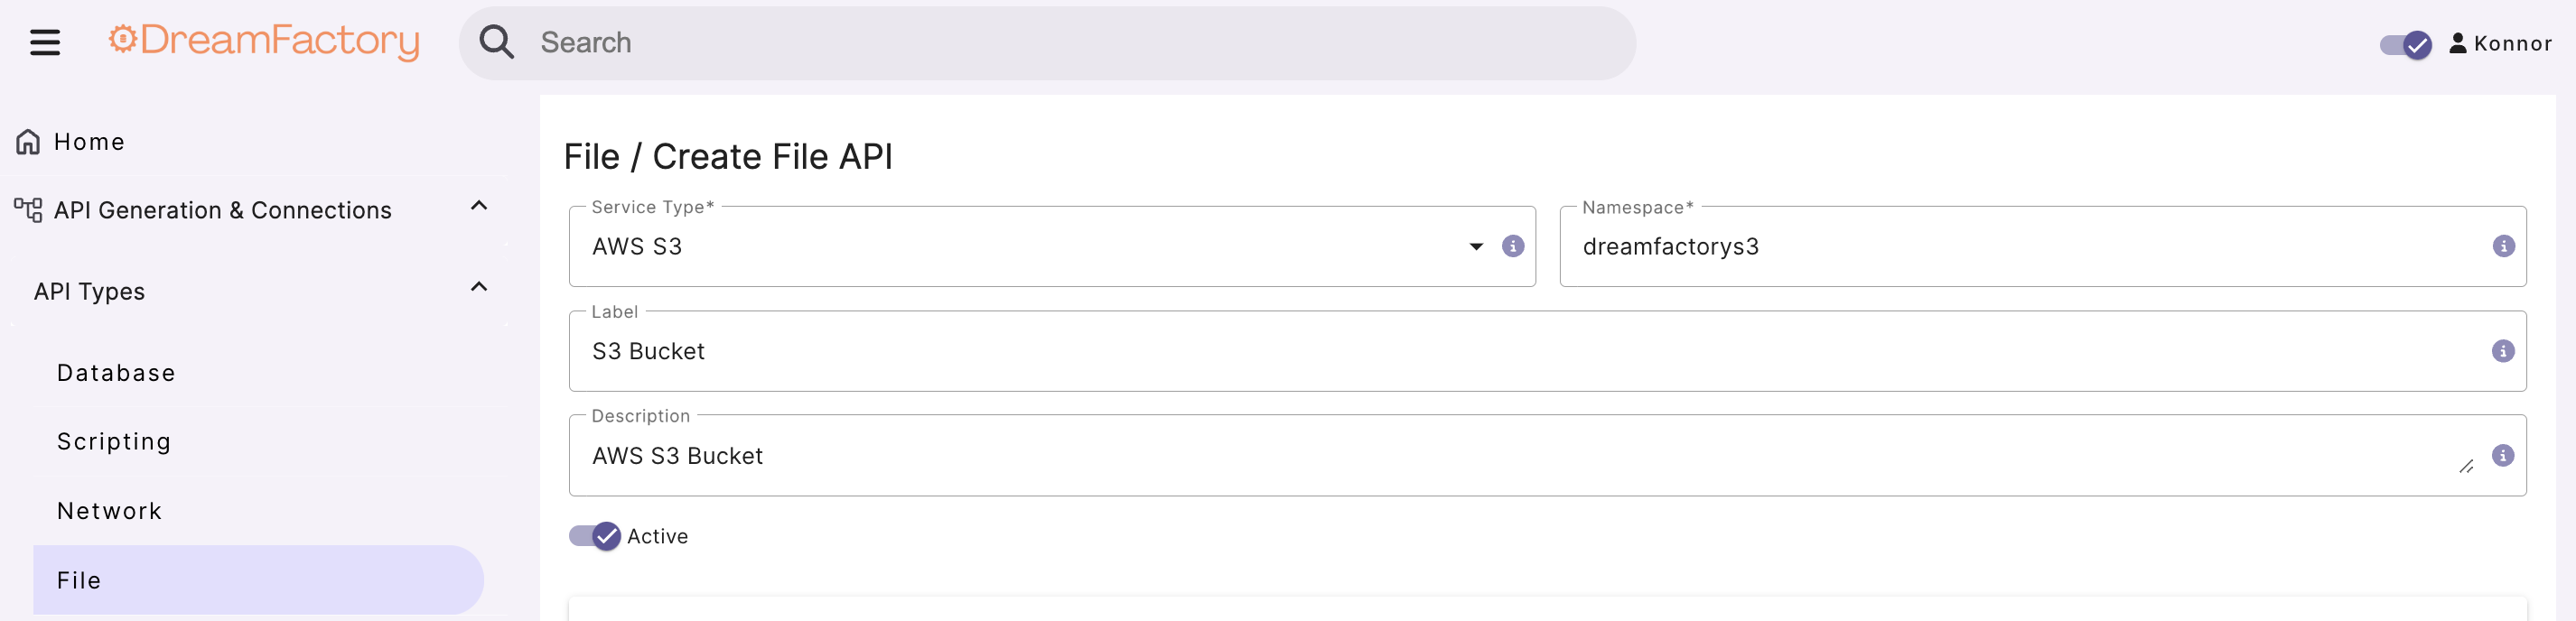 DreamFactory
Search
Konnor
Home
API Generation & Connections
API Types
Database
Scripting
Network
File
File / Create File API
Service Type*
AWS S3
Namespace*
dreamfactorys3
Label
S3 Bucket
Description
AWS S3 Bucket
Active